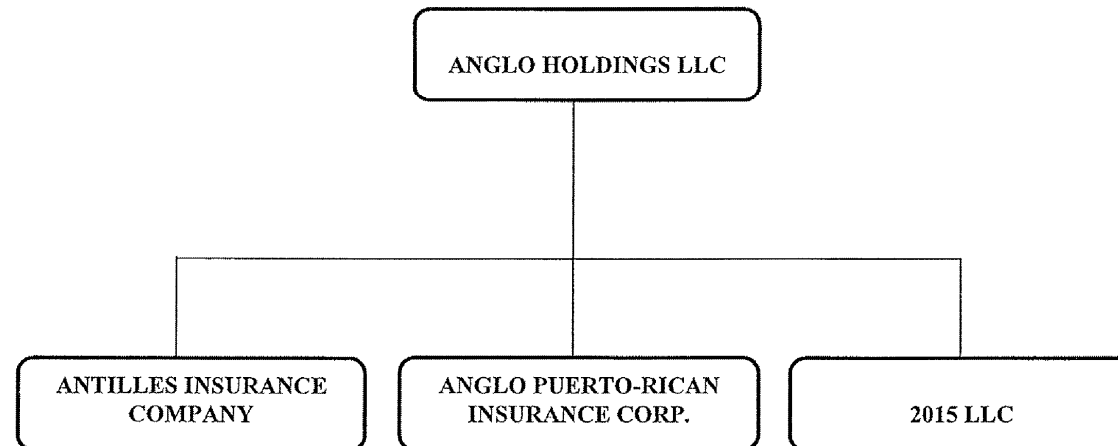 ANGLO HOLDINGS LLC
ANTILLES INSURANCE
COMPANY
ANGLO PUERTO-RICAN
INSURANCE CORP.
2015 LLC